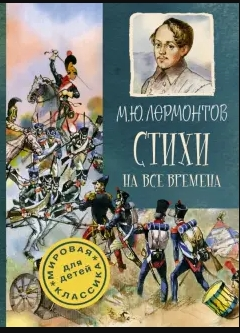 М.Ю. ЛЕРМОНТОВ
СТИХИ
НА ВСЕ ВРЕМЕНА
МИРОВАЯ
для
детей
КЛАССИКА